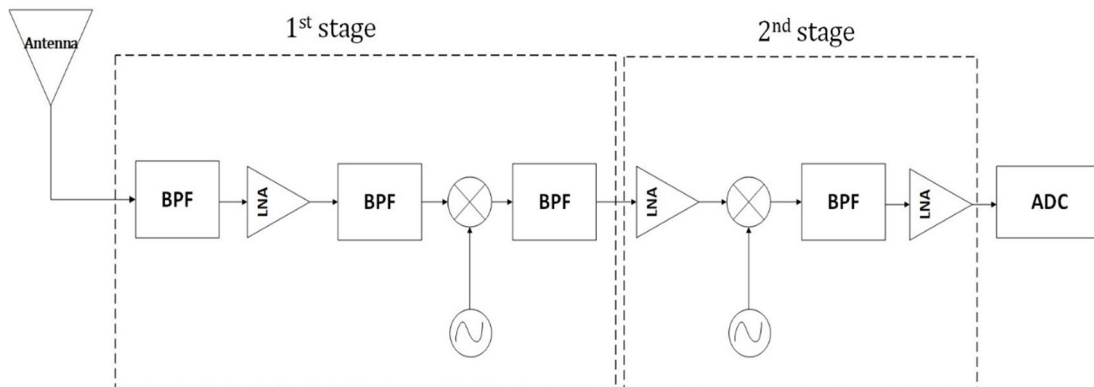 1st stage
2nd stage
Antenna
BPF
LNA
BPF
BPF
LNA
BPF
LNA
ADC